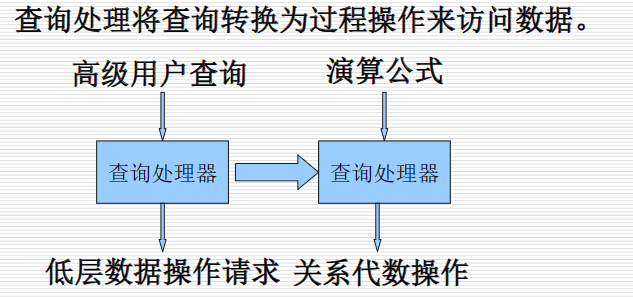 查询处理将查询转换为过程操作来访问数据。
高级用户查询 演算公式
查询处理器 查询处理器
低层数据操作请求 关系代数操作